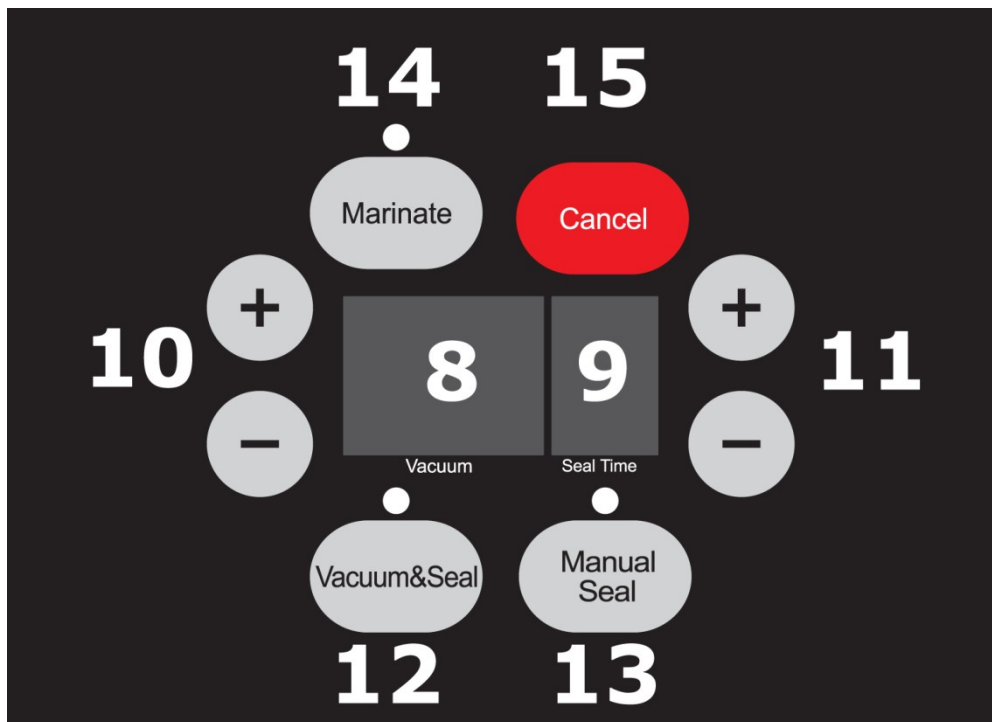 14 15
Marinate Cancel
+ +
10 8 9 11
− −
Vacuum Seal Time
Vacuum&Seal Manual
Seal
12 13